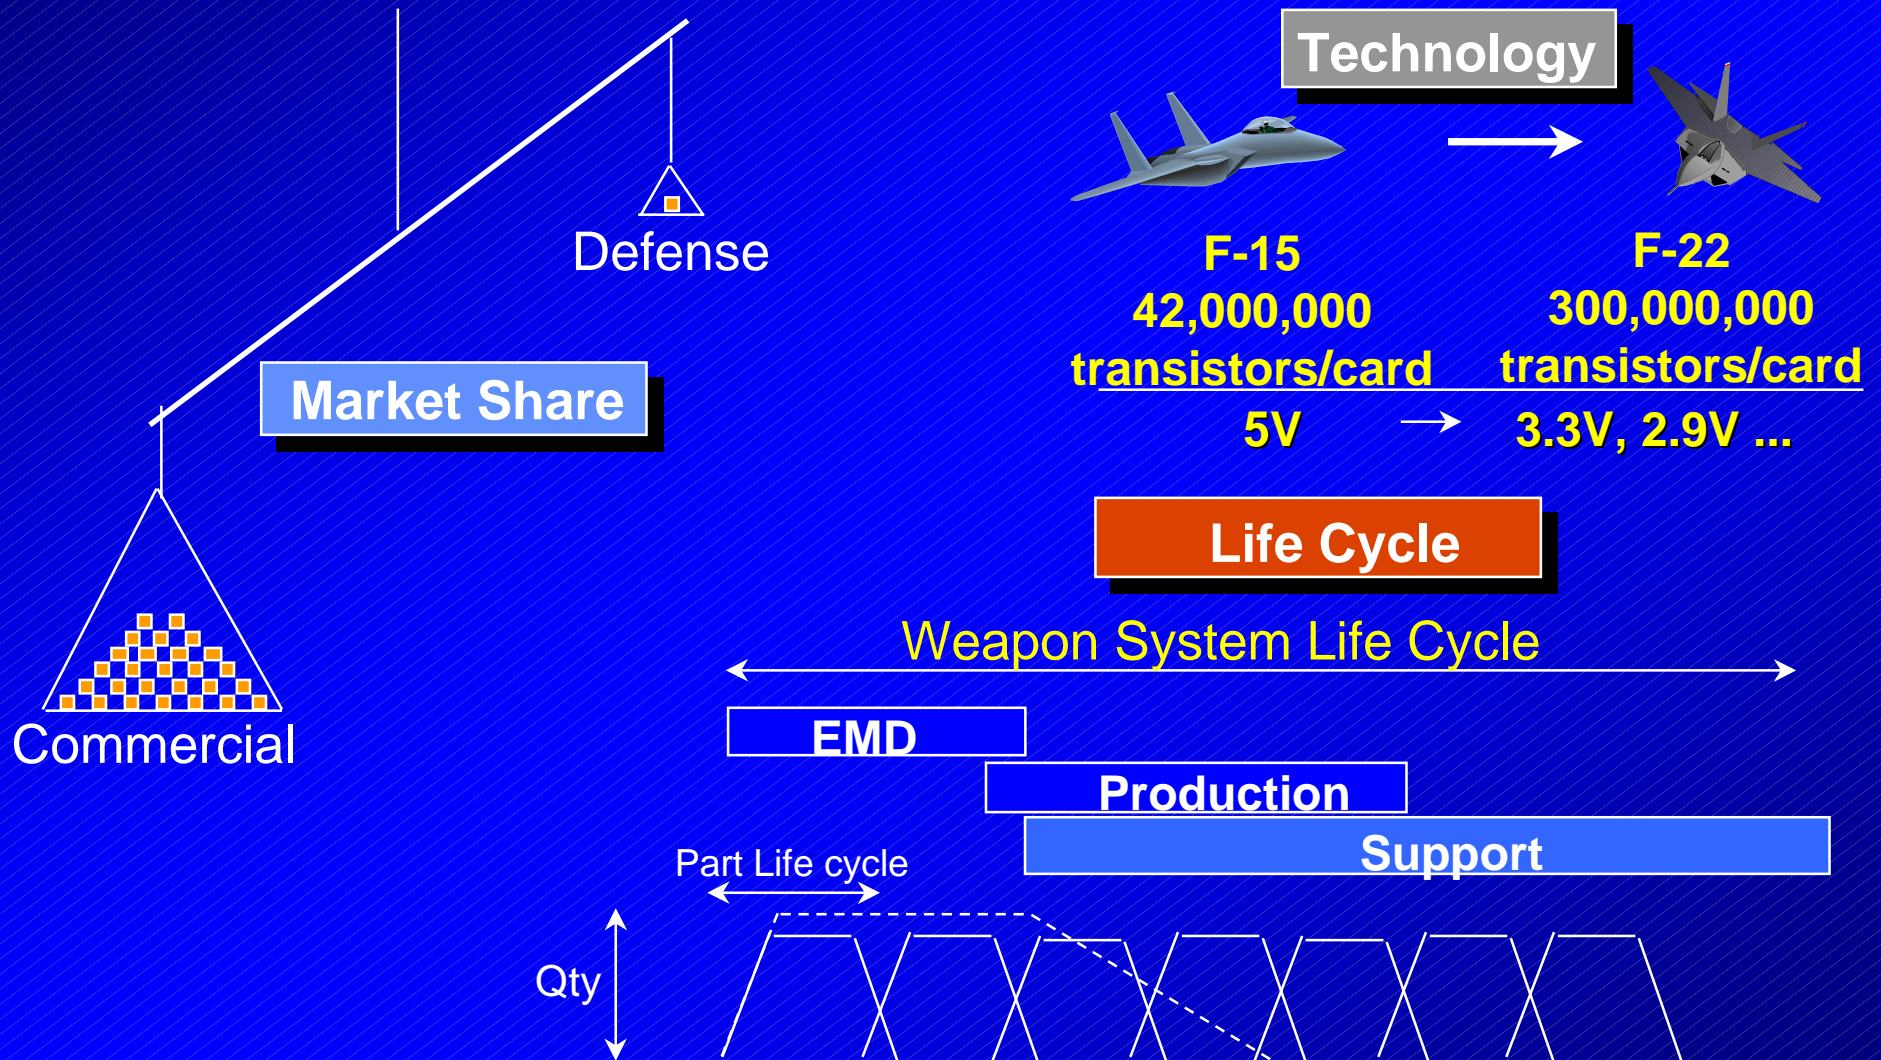 Technology
Defense
F-15
42,000,000
transistors/card
F-22
300,000,000
transistors/card
Market Share
5V
3.3V, 2.9V ...
Life Cycle
Weapon System Life Cycle
Commercial
EMD
Production
Support
Part Life cycle
Qty